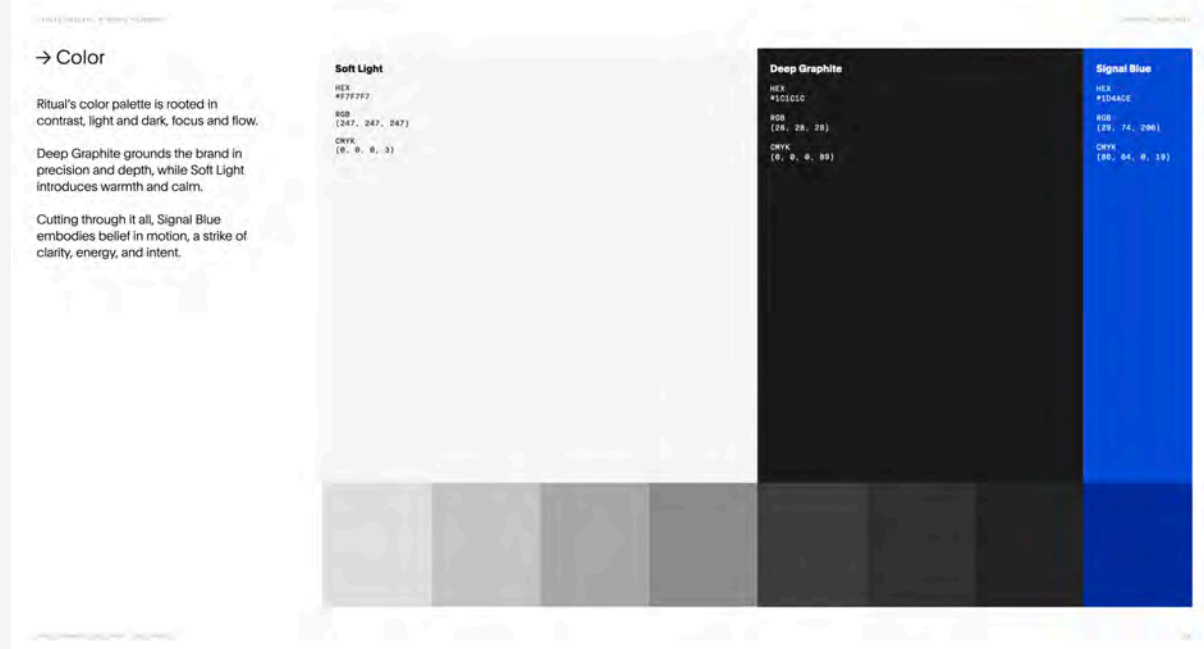 → Color
Ritual's color palette is rooted in
contrast, light and dark, focus and flow.
Deep Graphite grounds the brand in
precision and depth, while Soft Light
introduces warmth and calm.
Cutting through it all, Signal Blue
embodies belief in motion, a strike of
clarity, energy, and intent.
Soft Light
HEX
#F7F7F7
RGB
(247, 247, 247)
CMYK
(0, 0, 0, 3)
Deep Graphite
HEX
#1C1C1C
RGB
(28, 28, 28)
CMYK
(0, 0, 0, 89)
Signal Blue
HEX
#1D4ACE
RGB
(29, 74, 206)
CMYK